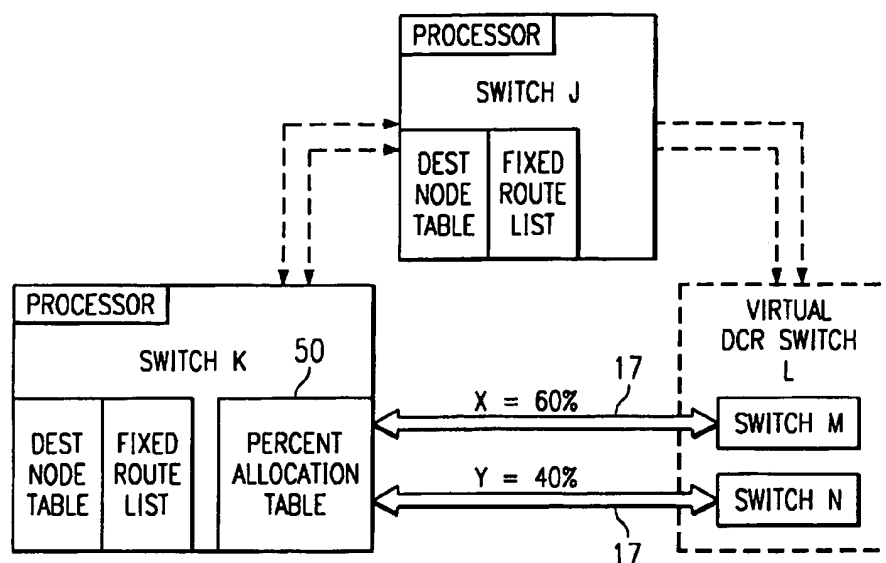 PROCESSOR
SWITCH J
DEST
NODE
TABLE
FIXED
ROUTE
LIST
PROCESSOR
SWITCH K
50
DEST
NODE
TABLE
FIXED
ROUTE
LIST
PERCENT
ALLOCATION
TABLE
X = 60%
17
Y = 40%
17
VIRTUAL
DCR SWITCH
L
SWITCH M
SWITCH N